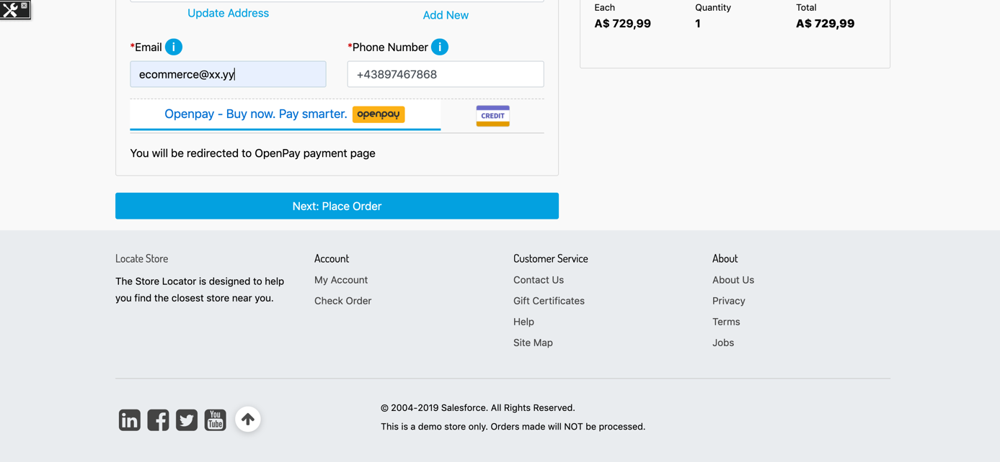 Update Address
Add New
*Email i
*Phone Number i
ecommerce@xx.yy
+43897467868
Openpay - Buy now. Pay smarter. openpay
CREDIT
You will be redirected to OpenPay payment page
Next: Place Order
Each Quantity Total
A$ 729,99 1 A$ 729,99
Locate Store
The Store Locator is designed to help
you find the closest store near you.
Account
My Account
Check Order
Customer Service
Contact Us
Gift Certificates
Help
Site Map
About
About Us
Privacy
Terms
Jobs
in
f
You
Tube
© 2004-2019 Salesforce. All Rights Reserved.
This is a demo store only. Orders made will NOT be processed.